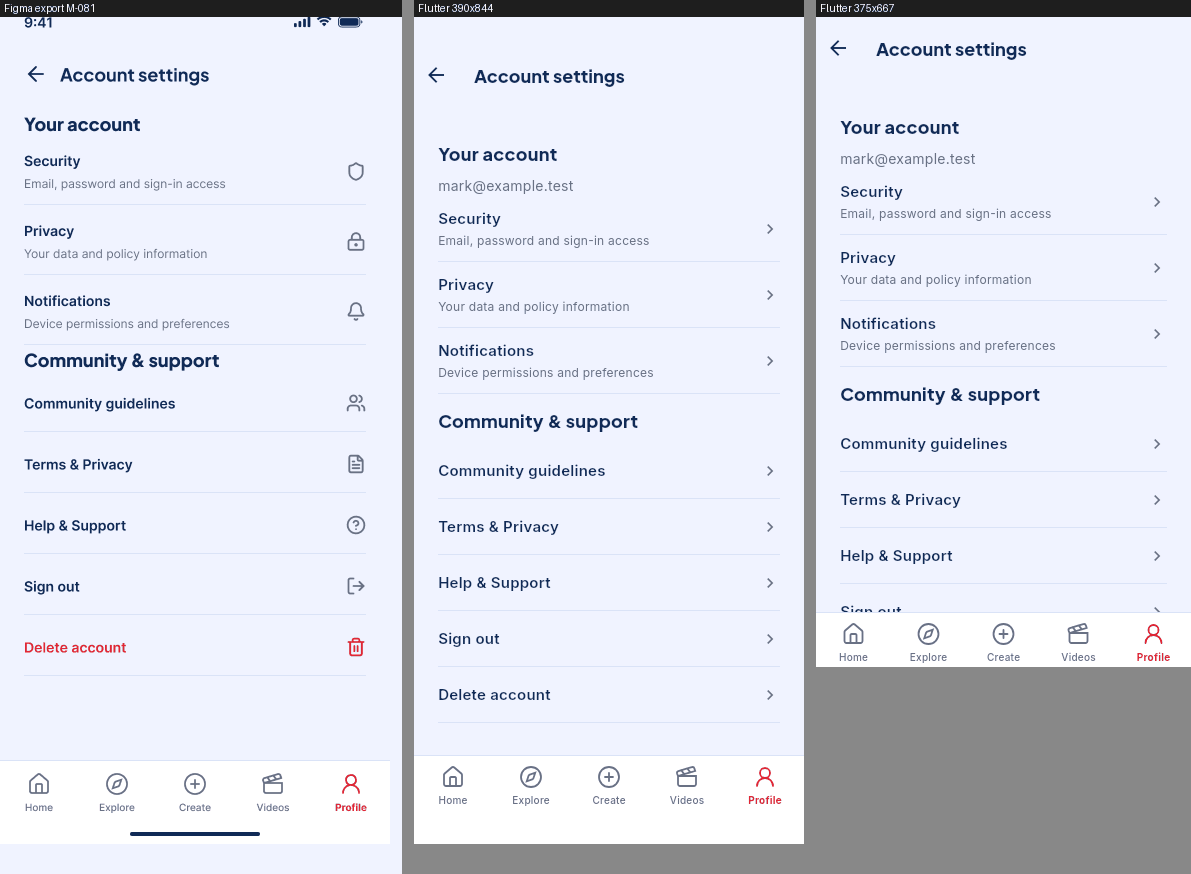 Figma export M-081
9:41
Account settings
Your account
Security
Email, password and sign-in access
Privacy
Your data and policy information
Notifications
Device permissions and preferences
Community & support
Community guidelines
Terms & Privacy
Help & Support
Sign out
Delete account
Home
Explore
Create
Videos
Profile
Flutter 390x844
Account settings
Your account
mark@example.test
Security
Email, password and sign-in access
Privacy
Your data and policy information
Notifications
Device permissions and preferences
Community & support
Community guidelines
Terms & Privacy
Help & Support
Sign out
Delete account
Home
Explore
Create
Videos
Profile
Flutter 375x667
Account settings
Your account
mark@example.test
Security
Email, password and sign-in access
Privacy
Your data and policy information
Notifications
Device permissions and preferences
Community & support
Community guidelines
Terms & Privacy
Help & Support
Sign out
Home
Explore
Create
Videos
Profile